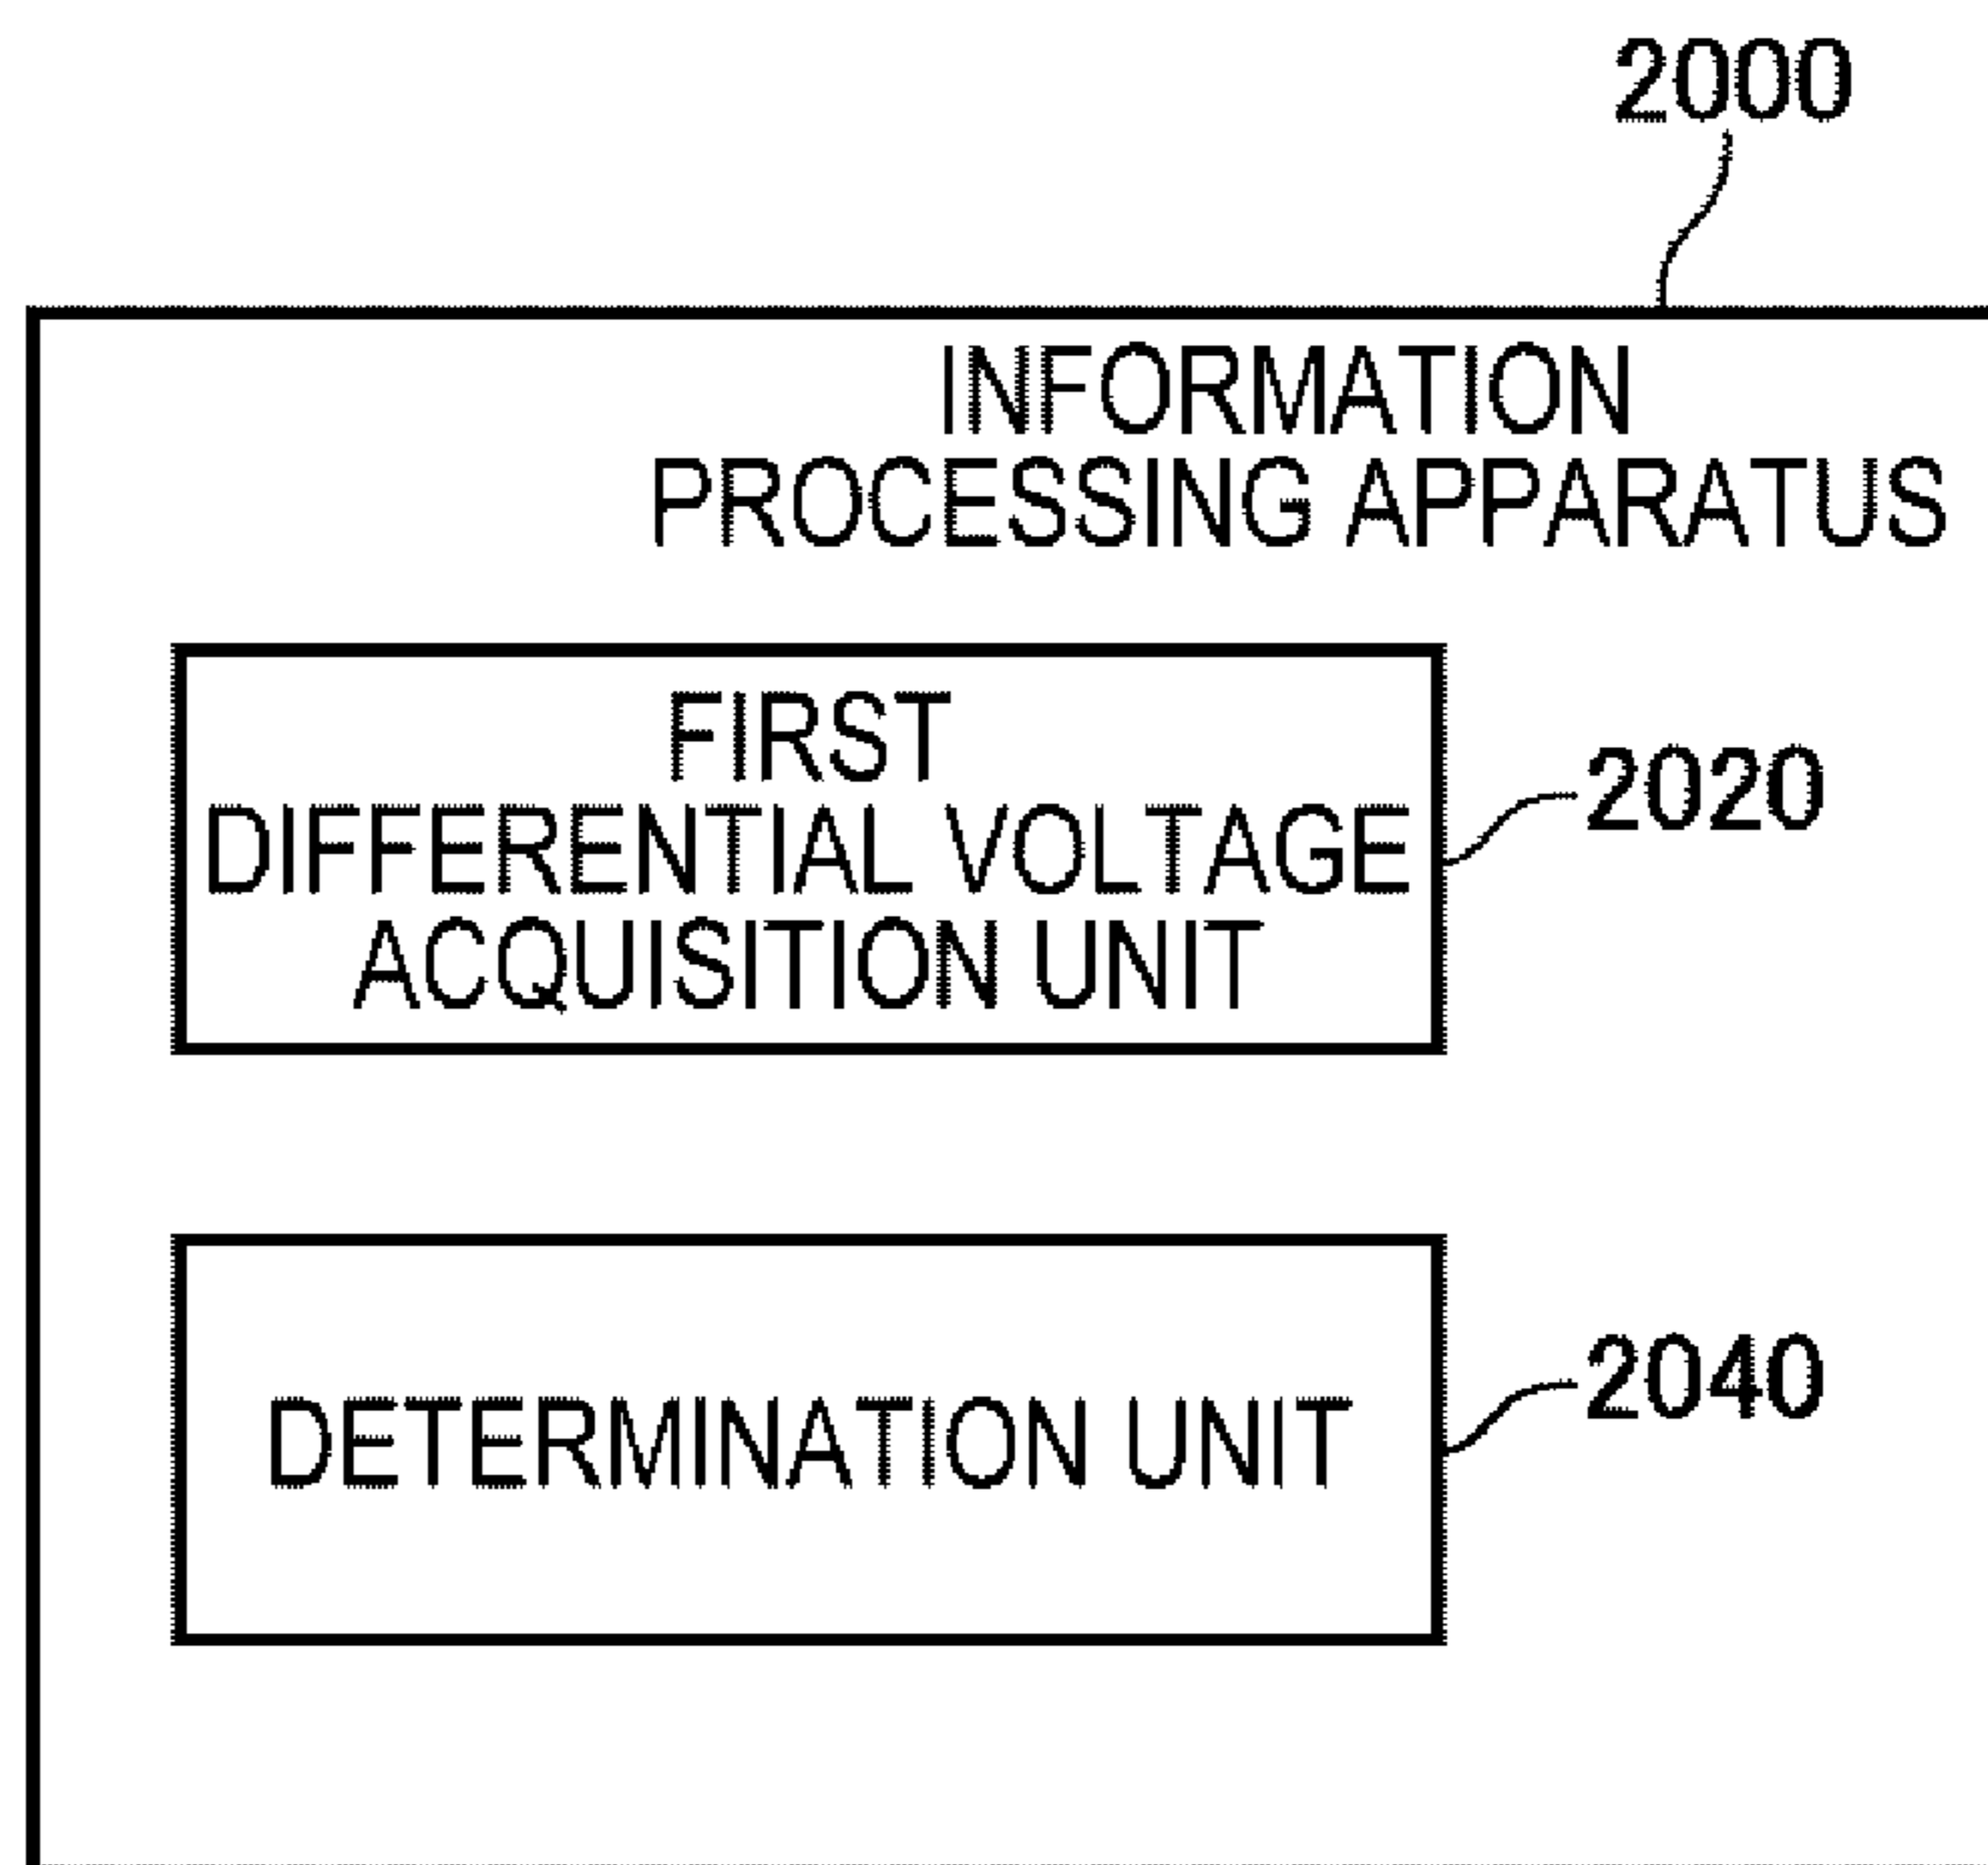 2000
INFORMATION
PROCESSING APPARATUS
FIRST
DIFFERENTIAL VOLTAGE
ACQUISITION UNIT
2020
DETERMINATION UNIT
2040